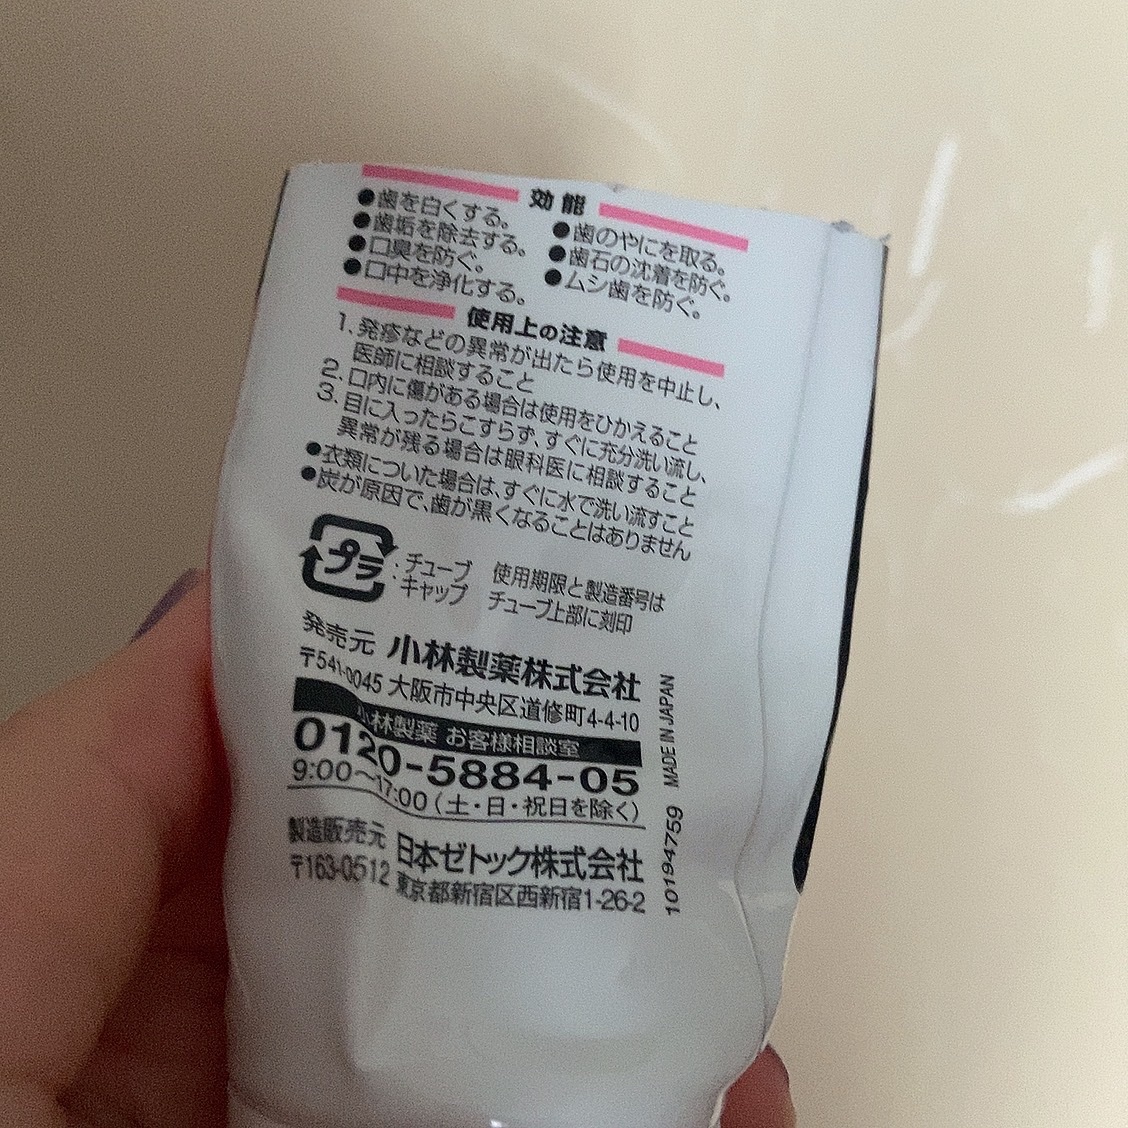 効能
●歯を白くする。
●歯垢を除去する。
●口臭を防ぐ。
●口中を浄化する。
●歯のやにを取る。
●歯石の沈着を防ぐ。
●ムシ歯を防ぐ。
使用上の注意
1. 発疹などの異常が出たら使用を中止し、
医師に相談すること
2. 口内に傷がある場合は使用をひかえること
3. 目に入ったらこすらず、すぐに充分洗い流し、
異常が残る場合は眼科医に相談すること
●衣類についた場合は、すぐに水で洗い流すこと
●炭が原因で、歯が黒くなることはありません
プラ
:チューブ
キャップ
使用期限と製造番号は
チューブ上部に刻印
発売元 小林製薬株式会社
〒541-0045 大阪市中央区道修町4-4-10
小林製薬 お客様相談室
0120-5884-05
9:00～17:00(土・日・祝日を除く)
製造販売元 日本ゼトック株式会社
〒163-0512 東京都新宿区西新宿1-26-2
10194759 MADE IN JAPAN